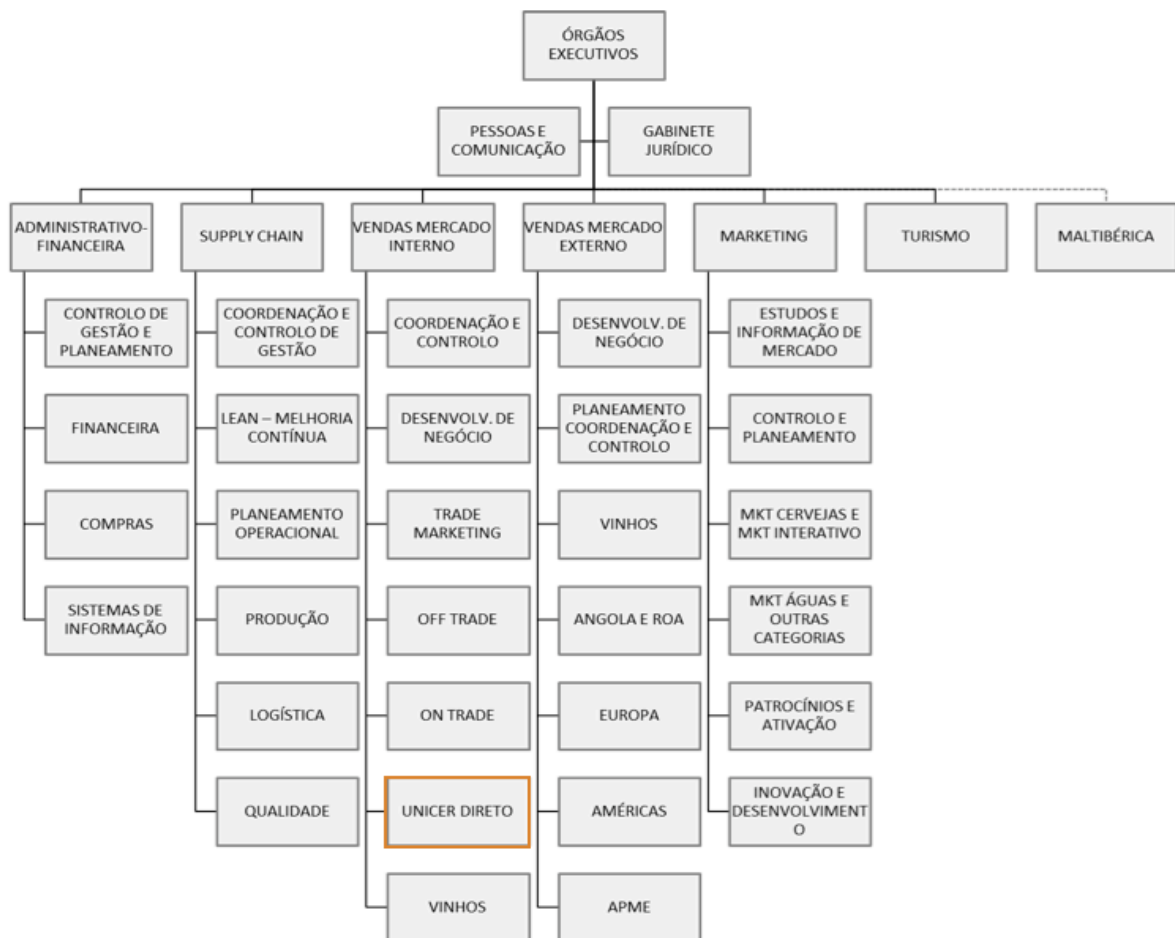 ÓRGÃOS
EXECUTIVOS
PESSOAS E
COMUNICAÇÃO
GABINETE
JURÍDICO
ADMINISTRATIVO-
FINANCEIRA
SUPPLY CHAIN
VENDAS MERCADO
INTERNO
VENDAS MERCADO
EXTERNO
MARKETING
TURISMO
MALTIBÉRICA
CONTROLO DE
GESTÃO E
PLANEAMENTO
COORDENAÇÃO E
CONTROLO DE
GESTÃO
COORDENAÇÃO E
CONTROLO
DESENVOLV. DE
NEGÓCIO
ESTUDOS E
INFORMAÇÃO DE
MERCADO
FINANCEIRA
LEAN – MELHORIA
CONTÍNUA
DESENVOLV. DE
NEGÓCIO
PLANEAMENTO
COORDENAÇÃO E
CONTROLO
CONTROLO E
PLANEAMENTO
COMPRAS
PLANEAMENTO
OPERACIONAL
TRADE
MARKETING
VINHOS
MKT CERVEJAS E
MKT INTERATIVO
SISTEMAS DE
INFORMAÇÃO
PRODUÇÃO
OFF TRADE
ANGOLA E ROA
MKT ÁGUAS E
OUTRAS
CATEGORIAS
LOGÍSTICA
ON TRADE
EUROPA
PATROCÍNIOS E
ATIVAÇÃO
QUALIDADE
UNICER DIRETO
AMÉRICAS
INOVAÇÃO E
DESENVOLVIMENT
O
VINHOS
APME